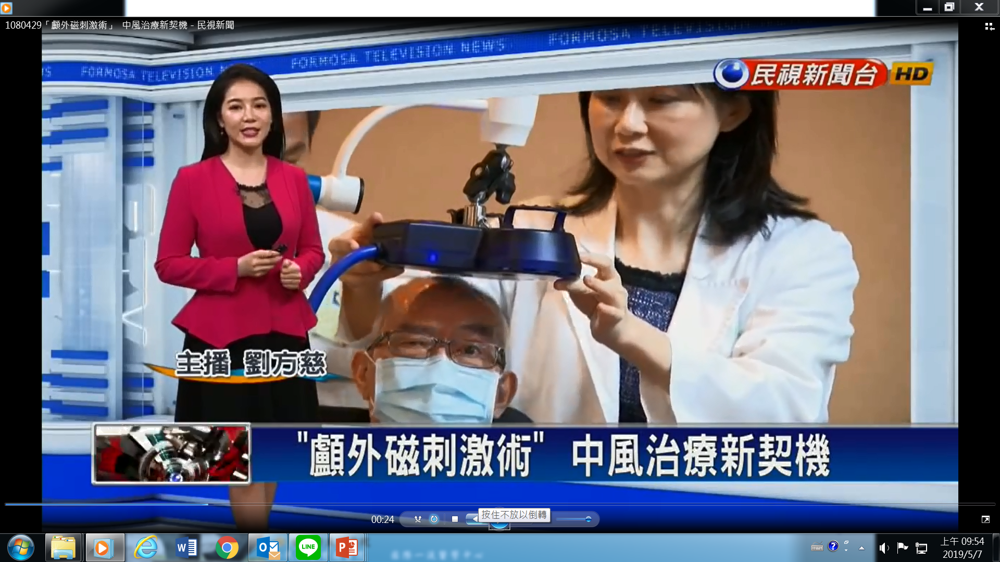 1080429「顱外磁刺激術」 中風治療新契機 - 民視新聞
FORMOSA TELEVISION NEWS
FORMOSA TELEVISION
FORMOSA TELEVISION
民視新聞台 HD
主播 劉方慈
"顱外磁刺激術" 中風治療新契機
00:24
按住不放以倒轉
LINE
上午 09:54
2019/5/7